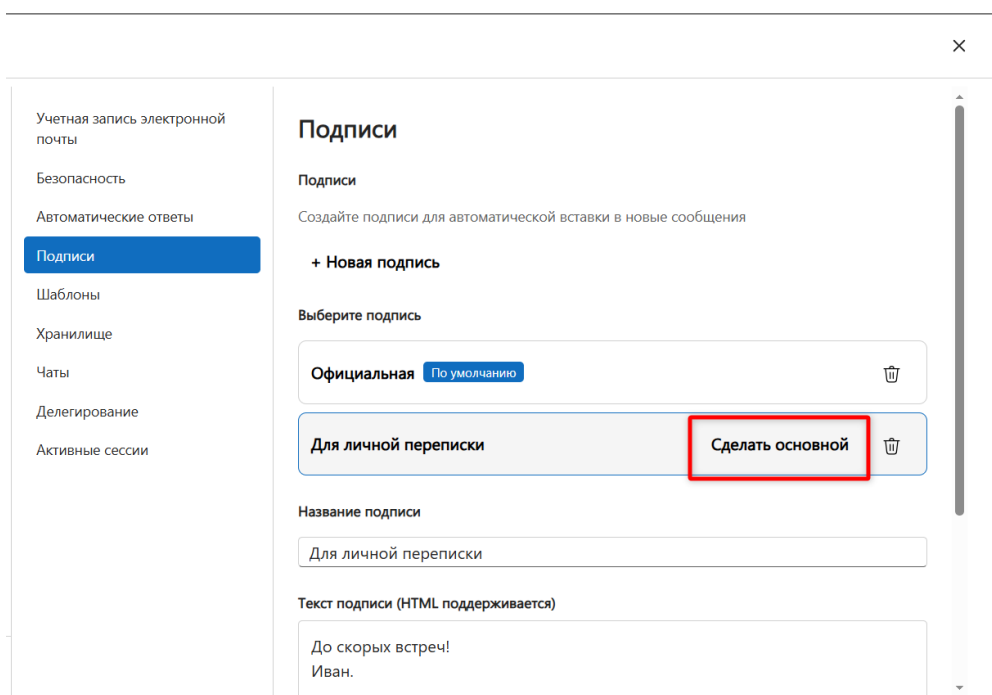 Учетная запись электронной
почты
Безопасность
Автоматические ответы
Подписи
Шаблоны
Хранилище
Чаты
Делегирование
Активные сессии
Подписи
Подписи
Создайте подписи для автоматической вставки в новые сообщения
+ Новая подпись
Выберите подпись
Официальная По умолчанию
Для личной переписки Сделать основной
Название подписи
Для личной переписки
Текст подписи (HTML поддерживается)
До скорых встреч!
Иван.